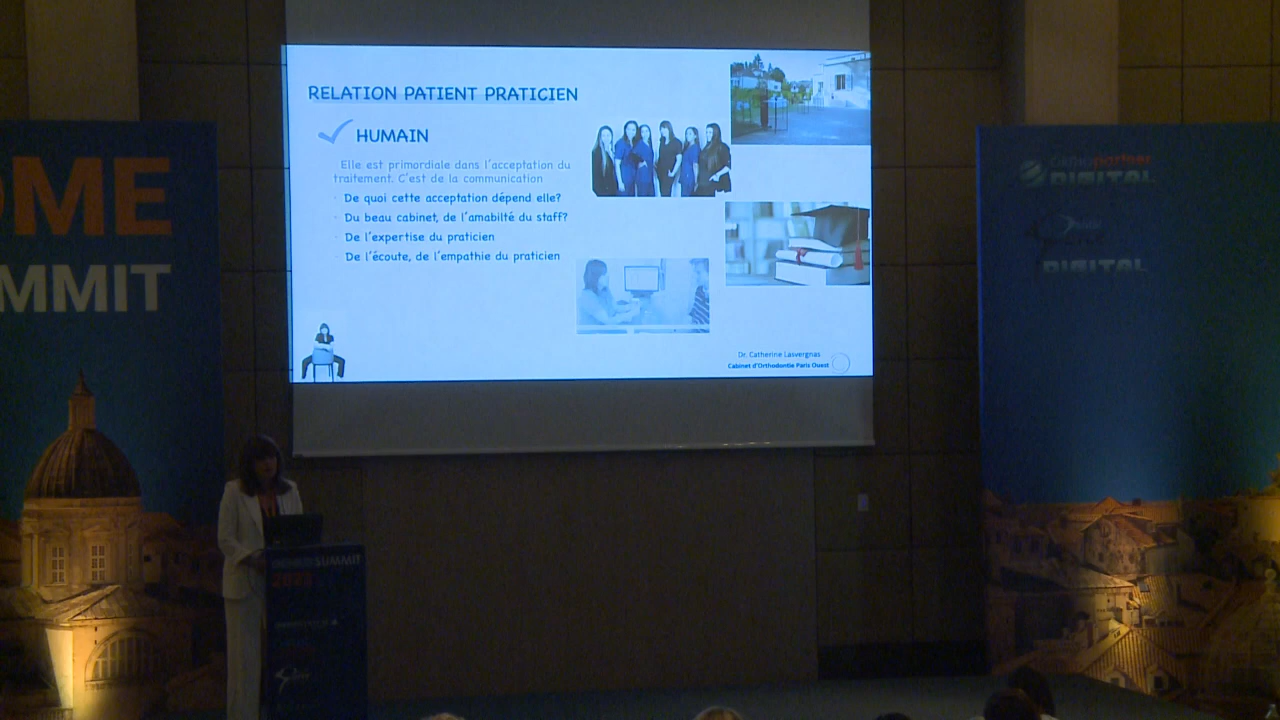 RELATION PATIENT PRATICIEN
HUMAIN
Elle est primordiale dans l'acceptation du
traitement. C'est de la communication
De quoi cette acceptation dépend elle?
Du beau cabinet, de l'amabilté du staff?
De l'expertise du praticien
De l'écoute, de l'empathie du praticien
Dr. Catherine Lasvergnas
Cabinet d'Orthodontie Paris Ouest
OME
MMIT
DIGITAL
DIGITAL
SUMMIT